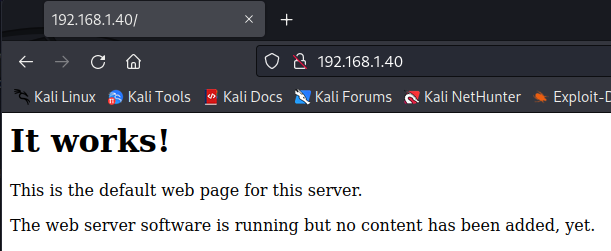 192.168.1.40/
192.168.1.40
Kali Linux Kali Tools Kali Docs Kali Forums Kali NetHunter Exploit-D
It works!
This is the default web page for this server.
The web server software is running but no content has been added, yet.